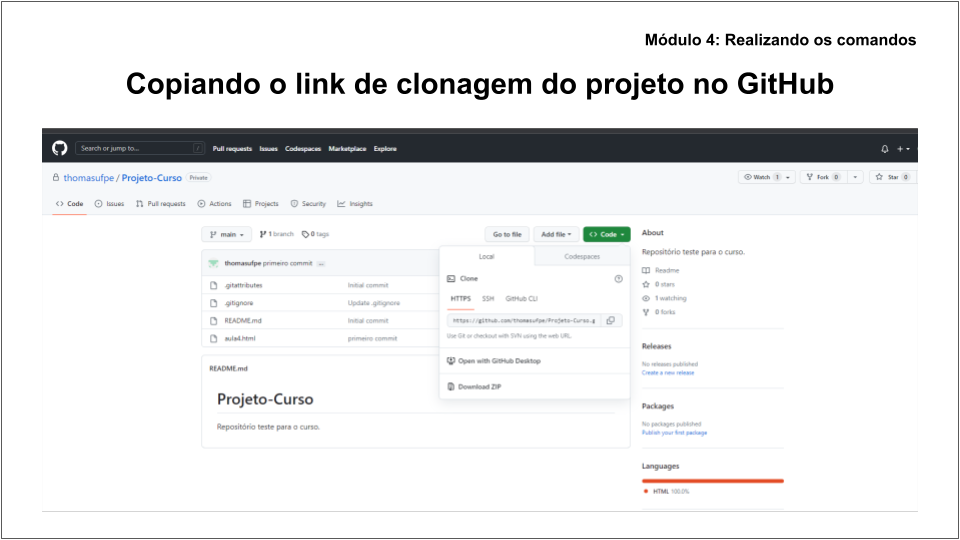 Módulo 4: Realizando os comandos
Copiando o link de clonagem do projeto no GitHub
Search or jump to... / Pull requests Issues Codespaces Marketplace Explore
thomasufpe / Projeto-Curso Private Watch 1 Fork 0 Star 0
Code Issues Pull requests Actions Projects Security Insights
main 1 branch 0 tags Go to file Add file Code
About
Repositório teste para o curso.
Readme
0 stars
1 watching
0 forks
Releases
No releases published
Create a new release
Packages
No packages published
Publish your first package
Languages
HTML 100.0%
Local Codespaces
Clone
HTTPS SSH GitHub CLI
https://github.com/thomasufpe/Projeto-Curso.g
Use Git or checkout with SVN using the web URL.
Open with GitHub Desktop
Download ZIP
thomasufpe primeiro commit ...
.gitattributes Initial commit
.gitignore Update .gitignore
README.md Initial commit
aula4.html primeiro commit
README.md
Projeto-Curso
Repositório teste para o curso.